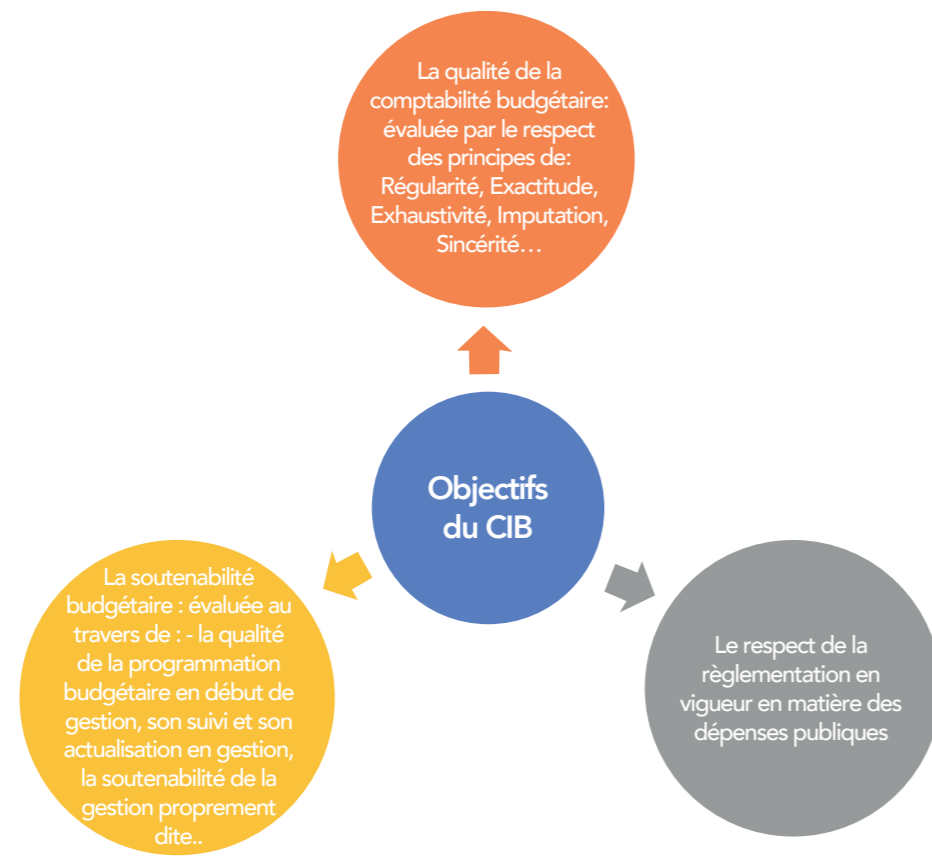 La qualité de la
comptabilité budgétaire:
évaluée par le respect
des principes de:
Régularité, Exactitude,
Exhaustivité, Imputation,
Sincérité…
Objectifs
du CIB
La soutenabilité
budgétaire : évaluée au
travers de : - la qualité
de la programmation
budgétaire en début de
gestion, son suivi et son
actualisation en gestion,
la soutenabilité de la
gestion proprement
dite..
Le respect de la
règlementation en
vigueur en matière des
dépenses publiques